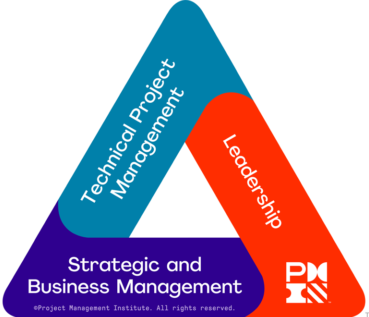 Technical Project
Management
Leadership
Strategic and
Business Management
©Project Management Institute. All rights reserved.
PMI
T